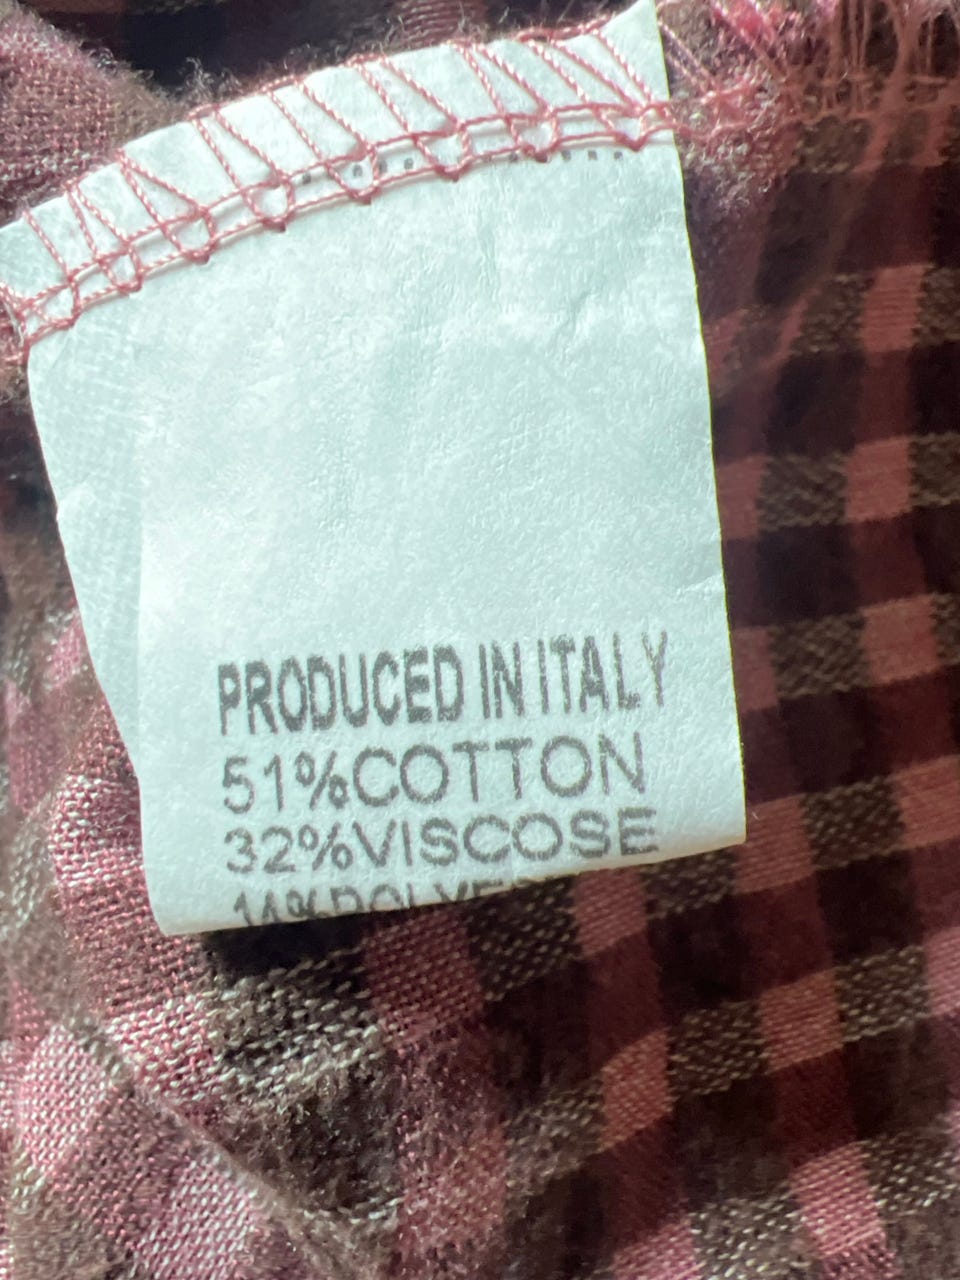 PRODUCED IN ITALY
51%COTTON
32%VISCOSE